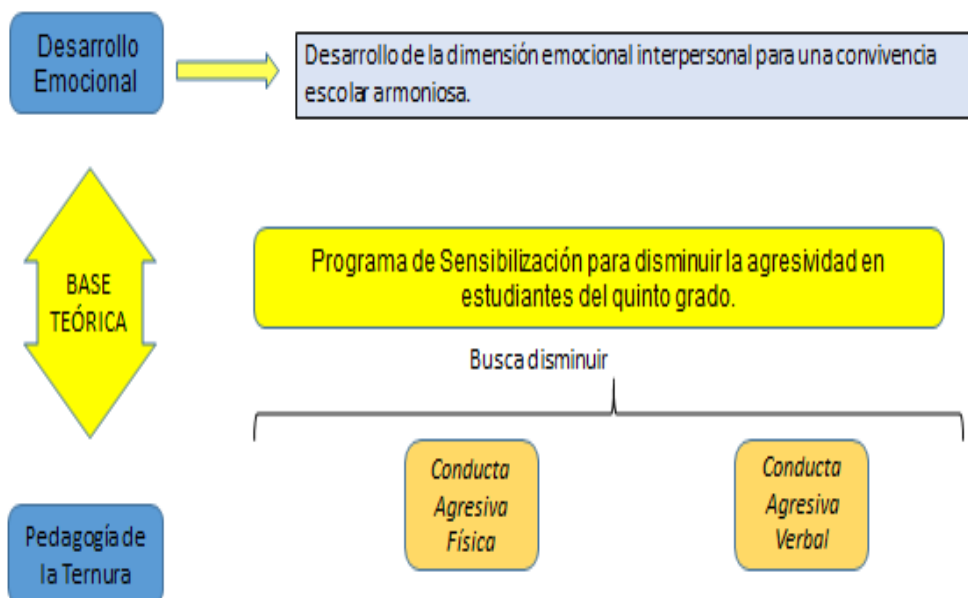 Desarrollo
Emocional
Desarrollo de la dimensión emocional interpersonal para una convivencia
escolar armoniosa.
BASE
TEÓRICA
Programa de Sensibilización para disminuir la agresividad en
estudiantes del quinto grado.
Busca disminuir
Conducta
Agresiva
Física
Conducta
Agresiva
Verbal
Pedagogía de
la Ternura